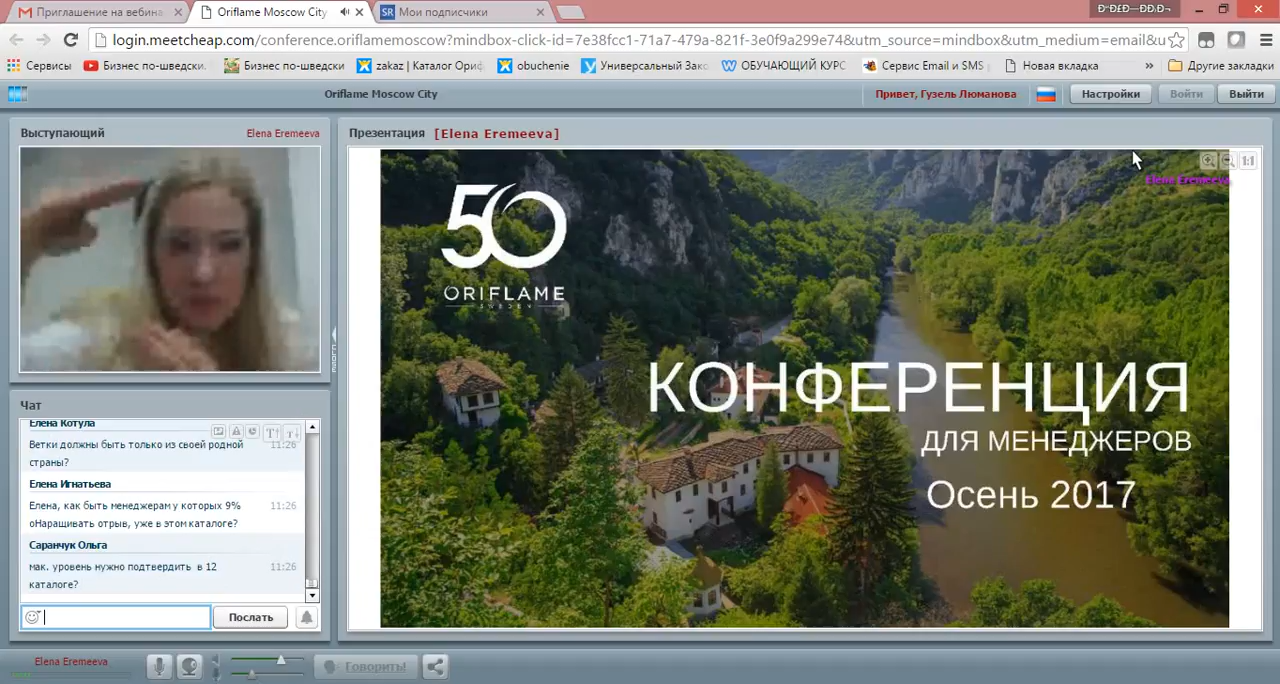 Приглашение на вебина
Oriflame Moscow City
SR Мои подписчики
login.meetcheap.com/conference.oriflamemoscow?mindbox-click-id=7e38fcc1-71a7-479a-821f-3e0f9a299e74&utm_source=mindbox&utm_medium=email&u
Сервисы
Бизнес по-шведски.
Бизнес по-шведски
zakaz | Каталог Ориф
obuchenie
Универсальный Зако
ОБУЧАЮЩИЙ КУРС
Сервис Email и SMS
Новая вкладка
»
Другие закладки
Oriflame Moscow City
Привет, Гузель Люманова
Настройки
Войти
Выйти
Выступающий
Elena Eremeeva
Презентация [Elena Eremeeva]
1:1
Elena Eremeeva
50
ORIFLAME
SWEDEN
КОНФЕРЕНЦИЯ
ДЛЯ МЕНЕДЖЕРОВ
Осень 2017
Чат
Елена Котула
Ветки должны быть только из своей родной 11:26
страны?
Елена Игнатьева
Елена, как быть менеджерам у которых 9% 11:26
оНаращивать отрыв, уже в этом каталоге?
Саранчук Ольга
мак. уровень нужно подтвердить в 12 11:26
каталоге?
Послать
Elena Eremeeva
Говорить!